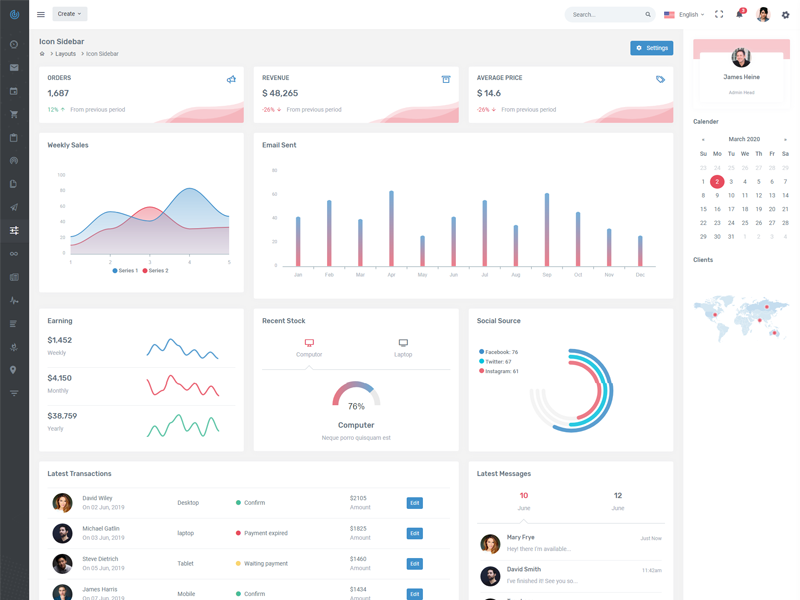 Create
Search...
English
Icon Sidebar
Layouts Icon Sidebar
Settings
ORDERS
1,687
12% From previous period
REVENUE
$ 48,265
-26% From previous period
AVERAGE PRICE
$ 14.6
-26% From previous period
Weekly Sales
100
80
60
40
20
0
1 2 3 4 5
Series 1 Series 2
Email Sent
80
60
40
20
0
Jan Feb Mar Apr May Jun Jul Aug Sep Oct Nov Dec
Earning
$1,452
Weekly
$4,150
Monthly
$38,759
Yearly
Recent Stock
Computor
Laptop
76%
Computer
Neque porro quisquam est
Social Source
Facebook: 76
Twitter: 67
Instagram: 61
Latest Transactions
David Wiley
On 02 Jun, 2019
Desktop
Confirm
$2105
Amount
Edit
Michael Gatlin
On 03 Jun, 2019
laptop
Payment expired
$1825
Amount
Edit
Steve Dietrich
On 05 Jun, 2019
Tablet
Waiting payment
$1460
Amount
Edit
James Harris
On 07 Jun, 2019
Mobile
Confirm
$1434
Amount
Edit
Latest Messages
10
June
12
June
Mary Frye
Just Now
Hey! there I'm available...
David Smith
11:42am
I've finished it! See you so...
James Heine
Admin Head
Calender
« March 2020 »
Su Mo Tu We Th Fr Sa
23 24 25 26 27 28 29
1 2 3 4 5 6 7
8 9 10 11 12 13 14
15 16 17 18 19 20 21
22 23 24 25 26 27 28
29 30 31 1 2 3 4
Clients